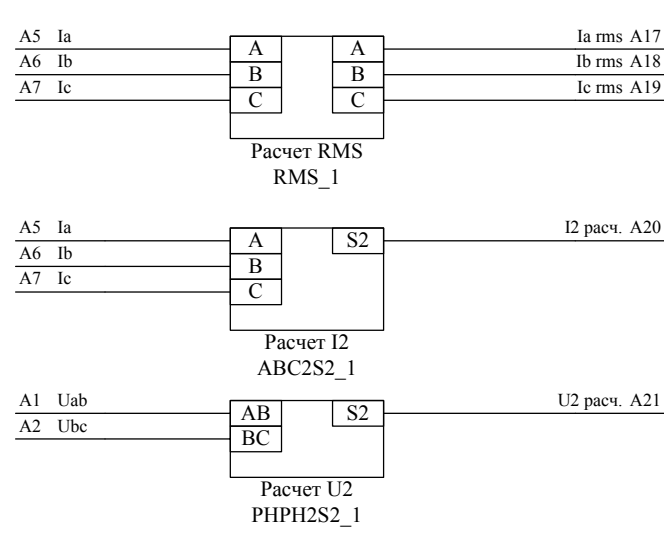 A5 Ia A A Ia rms A17
A6 Ib B B Ib rms A18
A7 Ic C C Ic rms A19
Расчет RMS
RMS_1
A5 Ia A S2 I2 расч. A20
A6 Ib B
A7 Ic C
Расчет I2
ABC2S2_1
A1 Uab AB S2 U2 расч. A21
A2 Ubc BC
Расчет U2
PHPH2S2_1